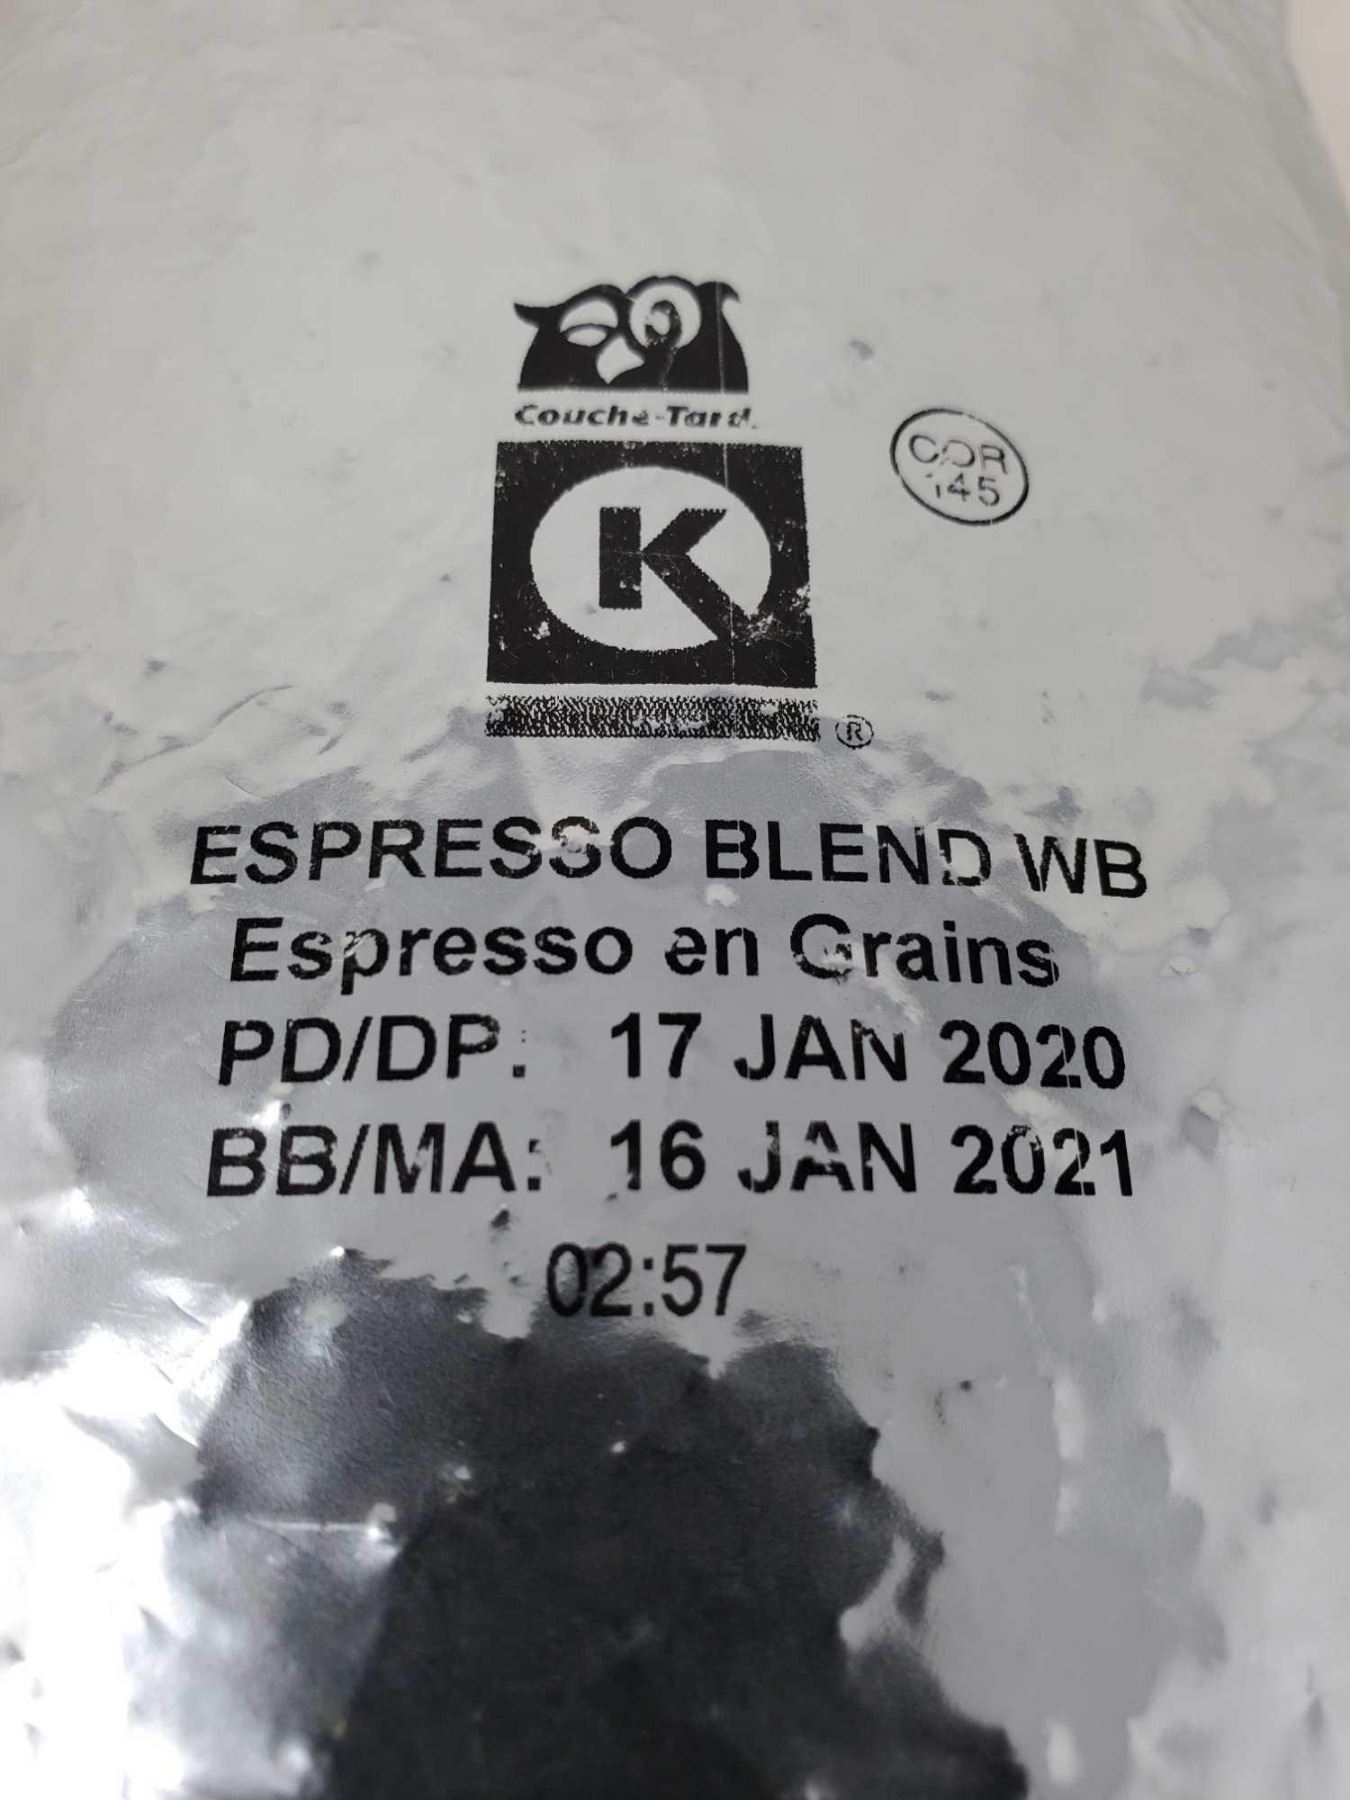 Couche-Tard.
COR
145
K
®
ESPRESSO BLEND WB
Espresso en Grains
PD/DP: 17 JAN 2020
BB/MA: 16 JAN 2021
02:57